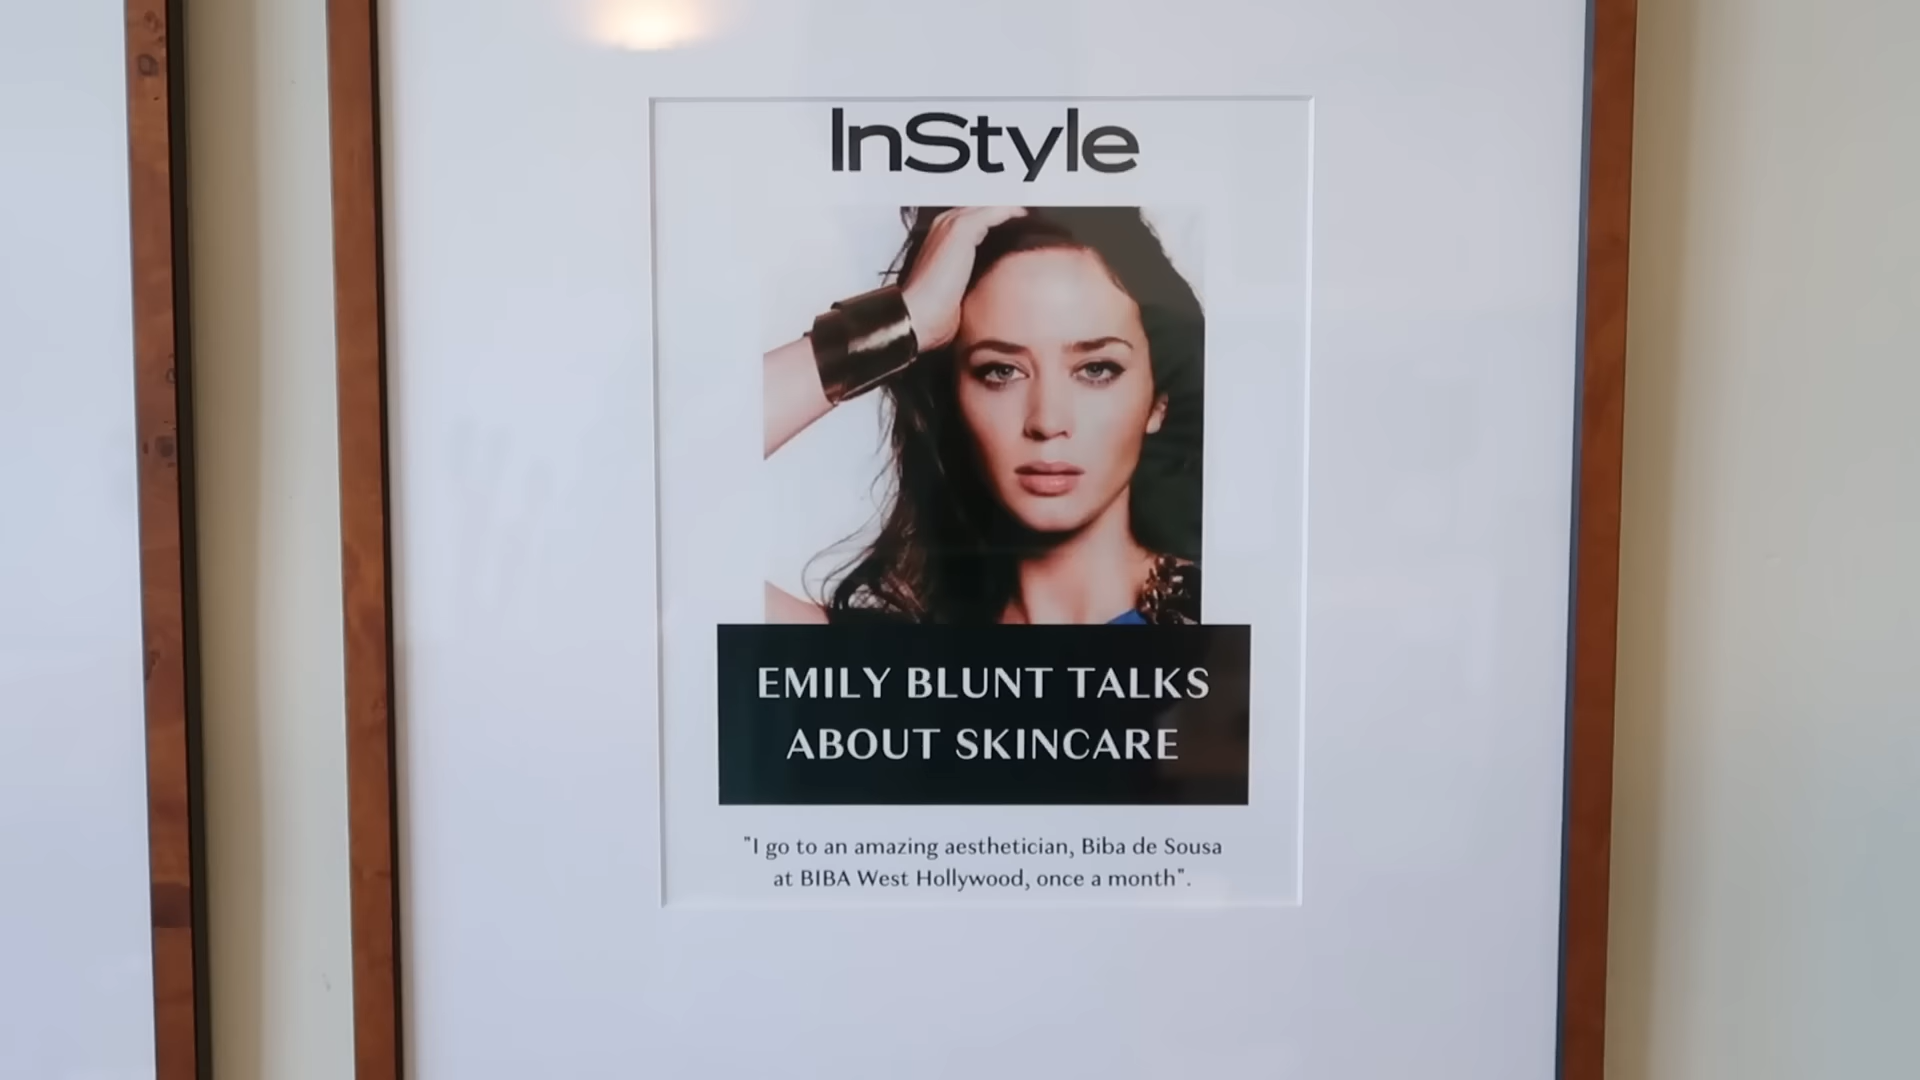 InStyle
EMILY BLUNT TALKS
ABOUT SKINCARE
"I go to an amazing aesthetician, Biba de Sousa
at BIBA West Hollywood, once a month".